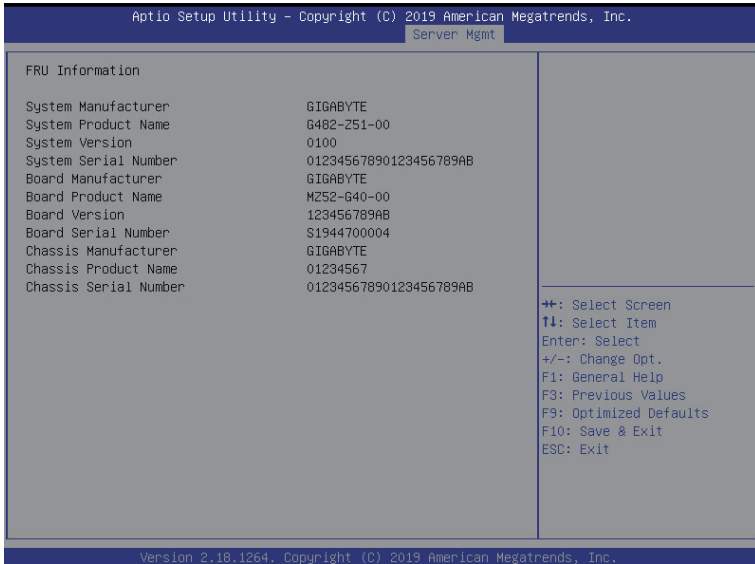 Aptio Setup Utility – Copyright (C) 2019 American Megatrends, Inc.
Server Mgmt
FRU Information
System Manufacturer GIGABYTE
System Product Name G482-Z51-00
System Version 0100
System Serial Number 01234567890123456789AB
Board Manufacturer GIGABYTE
Board Product Name MZ52-G40-00
Board Version 123456789AB
Board Serial Number S1944700004
Chassis Manufacturer GIGABYTE
Chassis Product Name 01234567
Chassis Serial Number 01234567890123456789AB
→←: Select Screen
↑↓: Select Item
Enter: Select
+/-: Change Opt.
F1: General Help
F3: Previous Values
F9: Optimized Defaults
F10: Save & Exit
ESC: Exit
Version 2.18.1264. Copyright (C) 2019 American Megatrends, Inc.